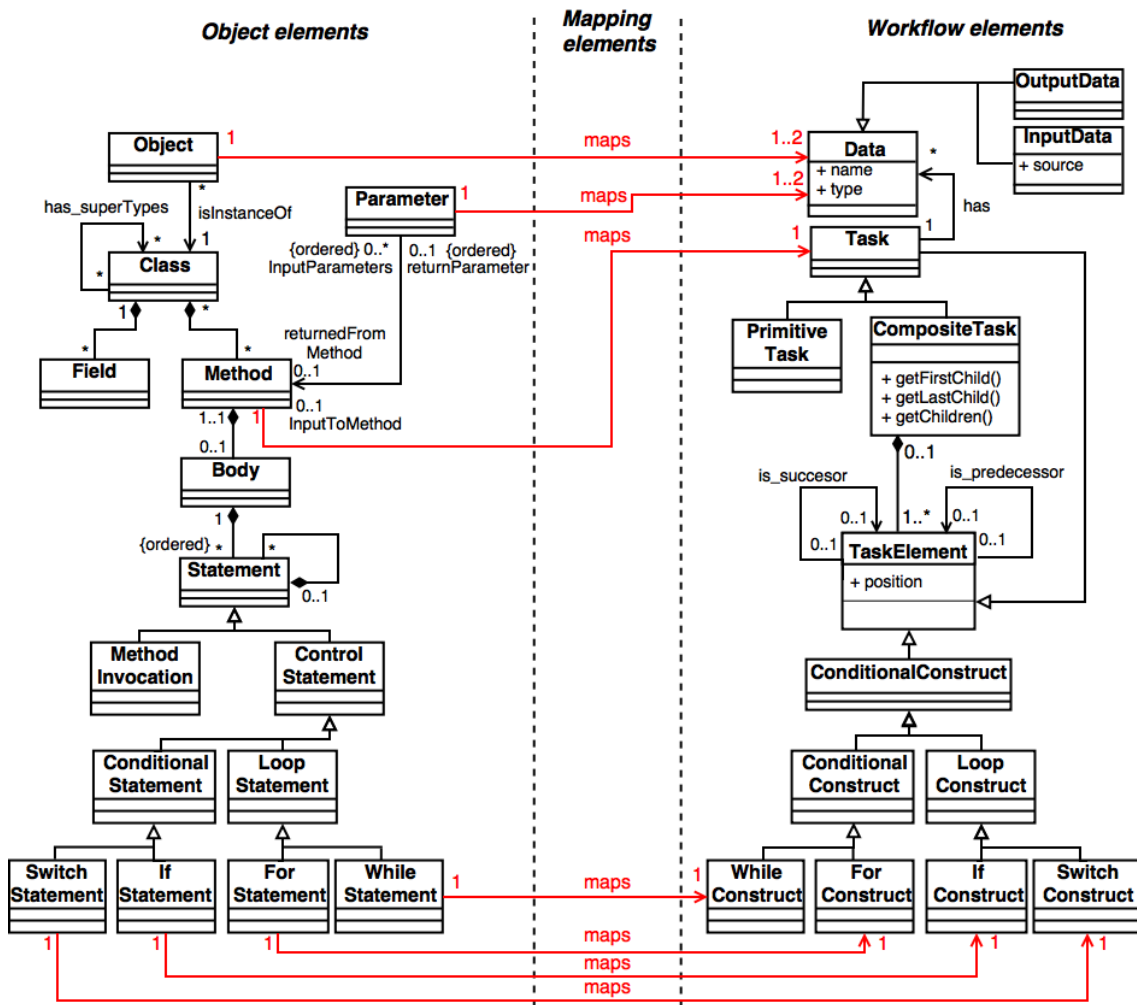 Object elements
Mapping
elements
Workflow elements
OutputData
InputData
+ source
Object
1
maps
1..2
Data
+ name
+ type
*
*
has_superTypes
isInstanceOf
*
1
*
Class
Parameter
1
maps
1..2
has
1
{ordered} 0..*
InputParameters
0..1 {ordered}
returnParameter
maps
1
Task
1
*
*
*
Field
Method
returnedFrom
Method
0..1
0..1
InputToMethod
Primitive
Task
CompositeTask
+ getFirstChild()
+ getLastChild()
+ getChildren()
1..1
1
0..1
Body
1
{ordered}
*
*
Statement
0..1
0..1
is_succesor
is_predecessor
0..1
1..*
0..1
0..1
0..1
TaskElement
+ position
Method
Invocation
Control
Statement
ConditionalConstruct
Conditional
Statement
Loop
Statement
Conditional
Construct
Loop
Construct
Switch
Statement
If
Statement
For
Statement
While
Statement
1
maps
1
While
Construct
For
Construct
If
Construct
Switch
Construct
1
1
1
maps
1
1
1
maps
maps